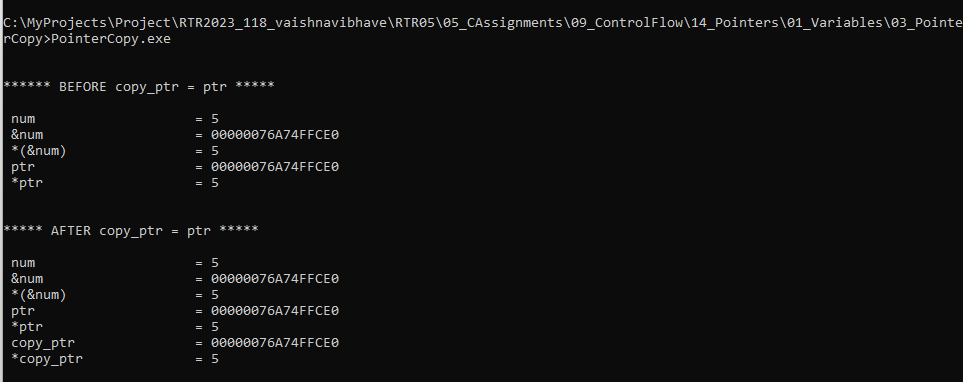 C:\MyProjects\Project\RTR2023_118_vaishnavibhave\RTR05\05_CAssignments\09_ControlFlow\14_Pointers\01_Variables\03_Pointe
rCopy>PointerCopy.exe
****** BEFORE copy_ptr = ptr *****
num = 5
&num = 00000076A74FFCE0
*(&num) = 5
ptr = 00000076A74FFCE0
*ptr = 5
***** AFTER copy_ptr = ptr *****
num = 5
&num = 00000076A74FFCE0
*(&num) = 5
ptr = 00000076A74FFCE0
*ptr = 5
copy_ptr = 00000076A74FFCE0
*copy_ptr = 5